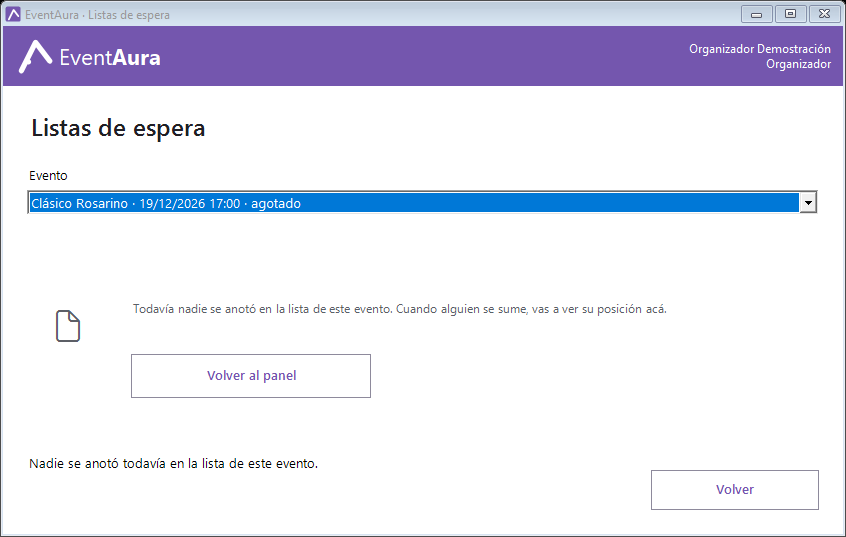 EventAura · Listas de espera
EventAura
Organizador Demostración
Organizador
Listas de espera
Evento
Clásico Rosarino · 19/12/2026 17:00 · agotado
Todavía nadie se anotó en la lista de este evento. Cuando alguien se sume, vas a ver su posición acá.
Volver al panel
Nadie se anotó todavía en la lista de este evento.
Volver